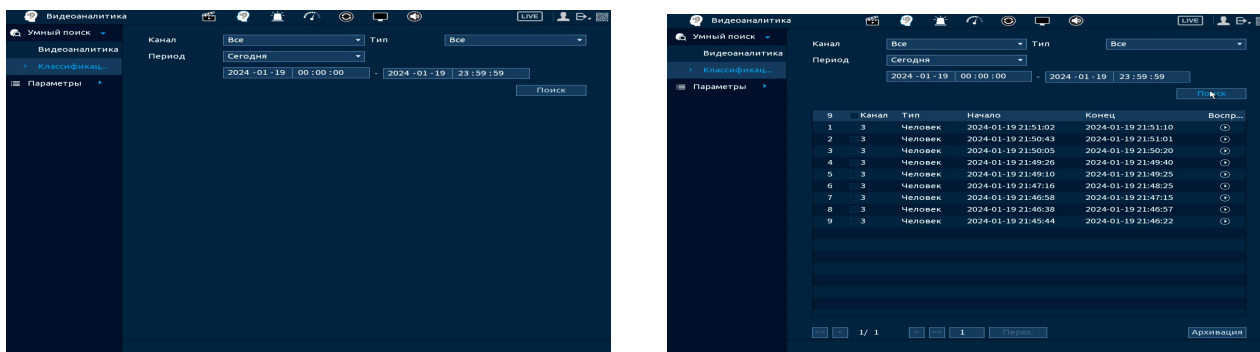 Видеоаналитика
LIVE
Умный поиск
Видеоаналитика
Классификац...
Параметры
Канал Все Тип Все
Период Сегодня
2024 -01 -19 00 :00 :00 - 2024 -01 -19 23 :59 :59
Поиск
Видеоаналитика
LIVE
Умный поиск
Видеоаналитика
Классификац...
Параметры
Канал Все Тип Все
Период Сегодня
2024 -01 -19 00 :00 :00 - 2024 -01 -19 23 :59 :59
Поиск
9 Канал Тип Начало Конец Воспр...
1 3 Человек 2024-01-19 21:51:02 2024-01-19 21:51:10
2 3 Человек 2024-01-19 21:50:43 2024-01-19 21:51:01
3 3 Человек 2024-01-19 21:50:05 2024-01-19 21:50:20
4 3 Человек 2024-01-19 21:49:26 2024-01-19 21:49:40
5 3 Человек 2024-01-19 21:49:10 2024-01-19 21:49:25
6 3 Человек 2024-01-19 21:47:16 2024-01-19 21:48:25
7 3 Человек 2024-01-19 21:46:58 2024-01-19 21:47:15
8 3 Человек 2024-01-19 21:46:38 2024-01-19 21:46:57
9 3 Человек 2024-01-19 21:45:44 2024-01-19 21:46:22
1/ 1 1 Перех. Архивация